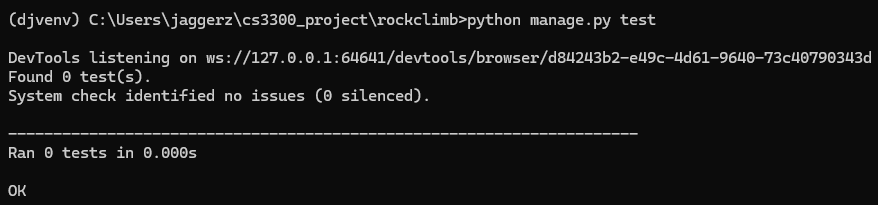 (djvenv) C:\Users\jaggerz\cs3300_project\rockclimb>python manage.py test
DevTools listening on ws://127.0.0.1:64641/devtools/browser/d84243b2-e49c-4d61-9640-73c40790343d
Found 0 test(s).
System check identified no issues (0 silenced).
----------------------------------------------------------------------
Ran 0 tests in 0.000s
OK